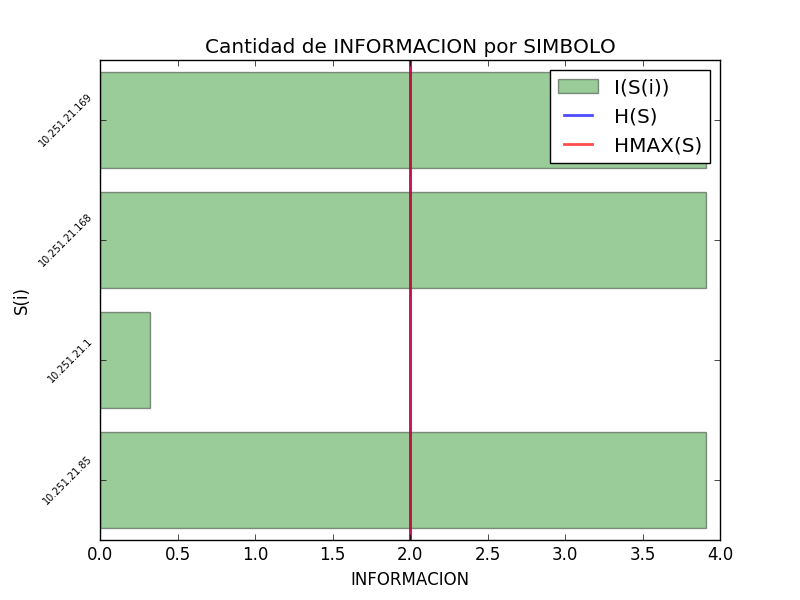 Cantidad de INFORMACION por SIMBOLO
I(S(i))
H(S)
HMAX(S)
10.251.21.169
10.251.21.168
S(i)
10.251.21.1
10.251.21.85
0.0 0.5 1.0 1.5 2.0 2.5 3.0 3.5 4.0
INFORMACION